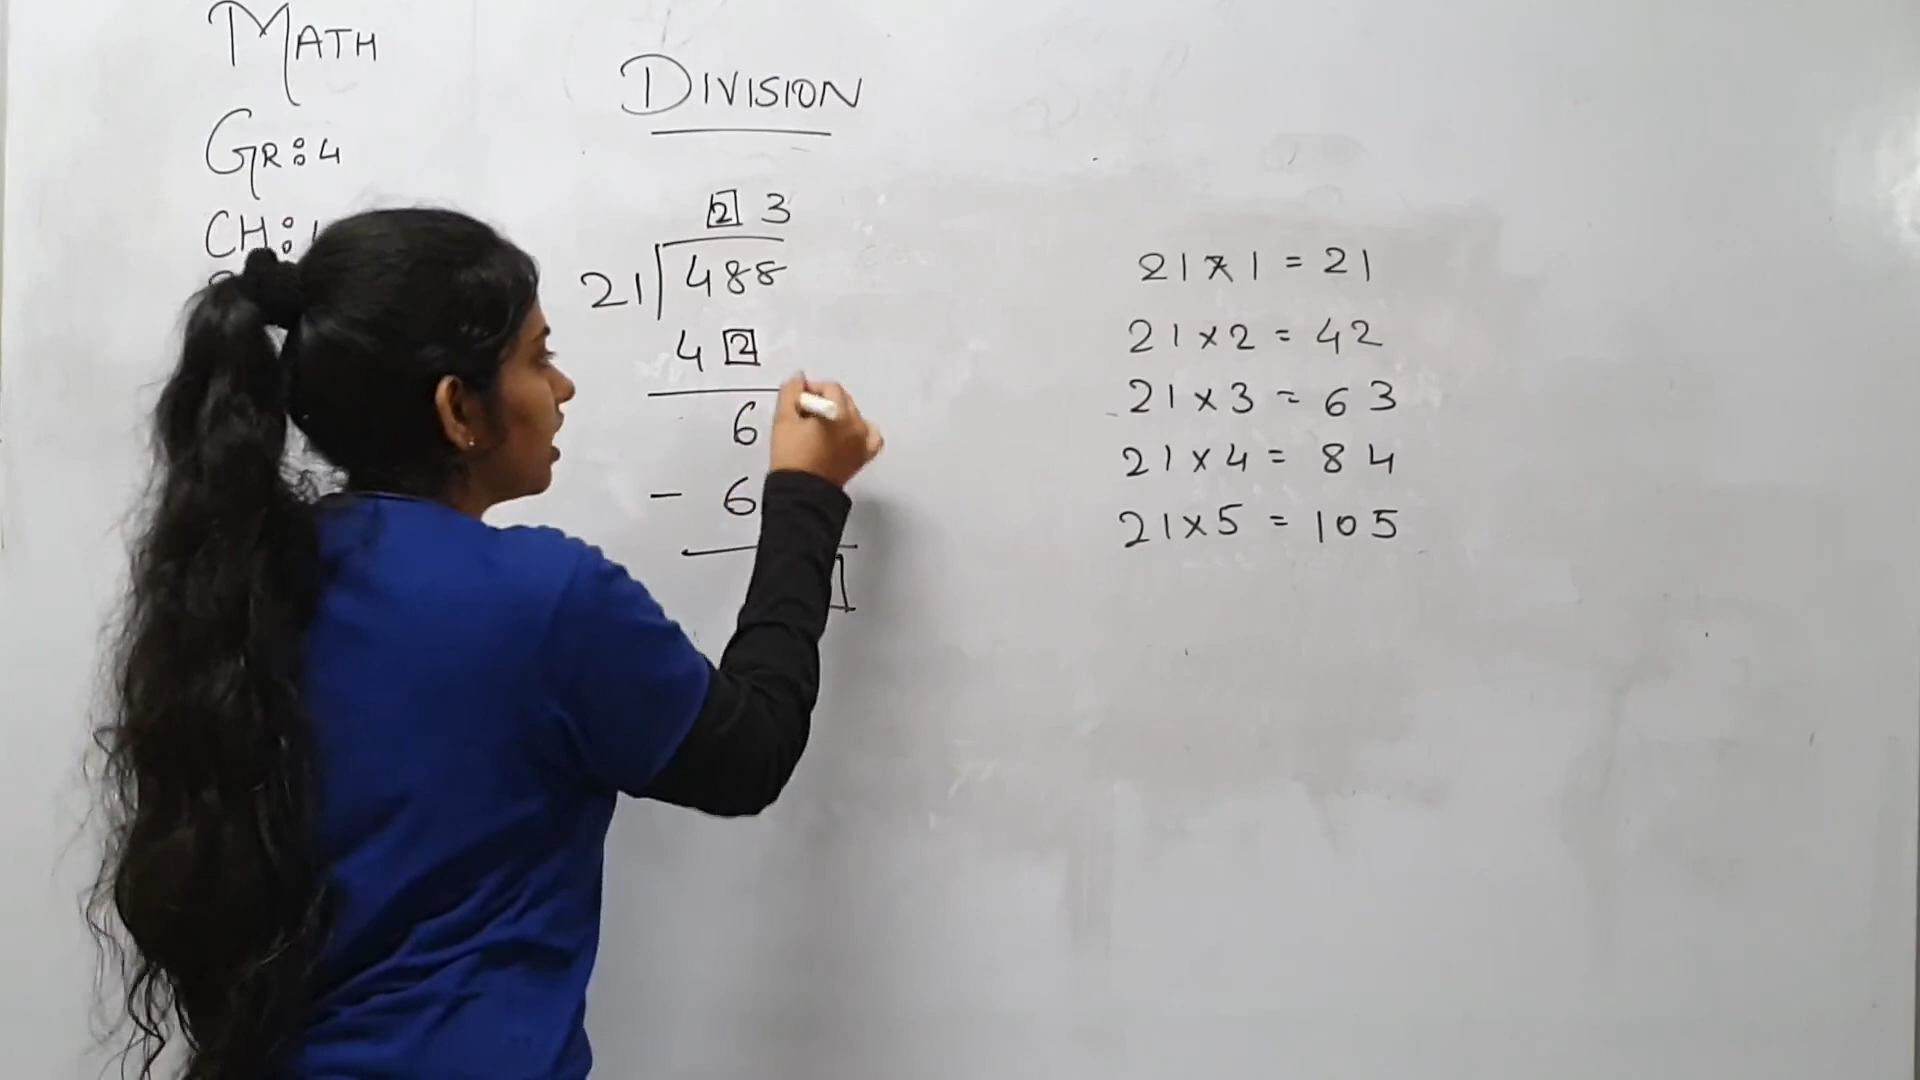 MATH
GR: 4
CH:
DIVISION
2 3
21 488
4 2
6
- 6
21 x 1 = 21
21 x 2 = 42
21 x 3 = 63
21 x 4 = 84
21 x 5 = 105